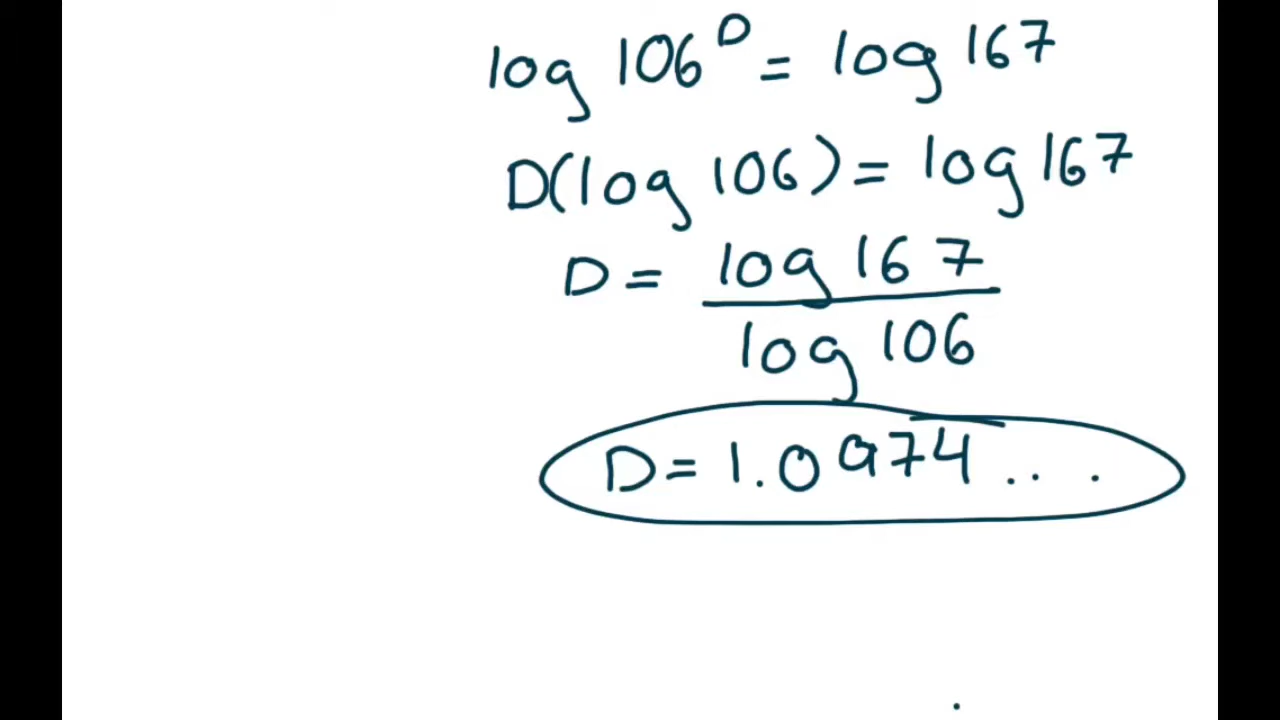 log 106^D = log 167
D(log 106) = log 167
D = log 167
log 106
D = 1.0974...